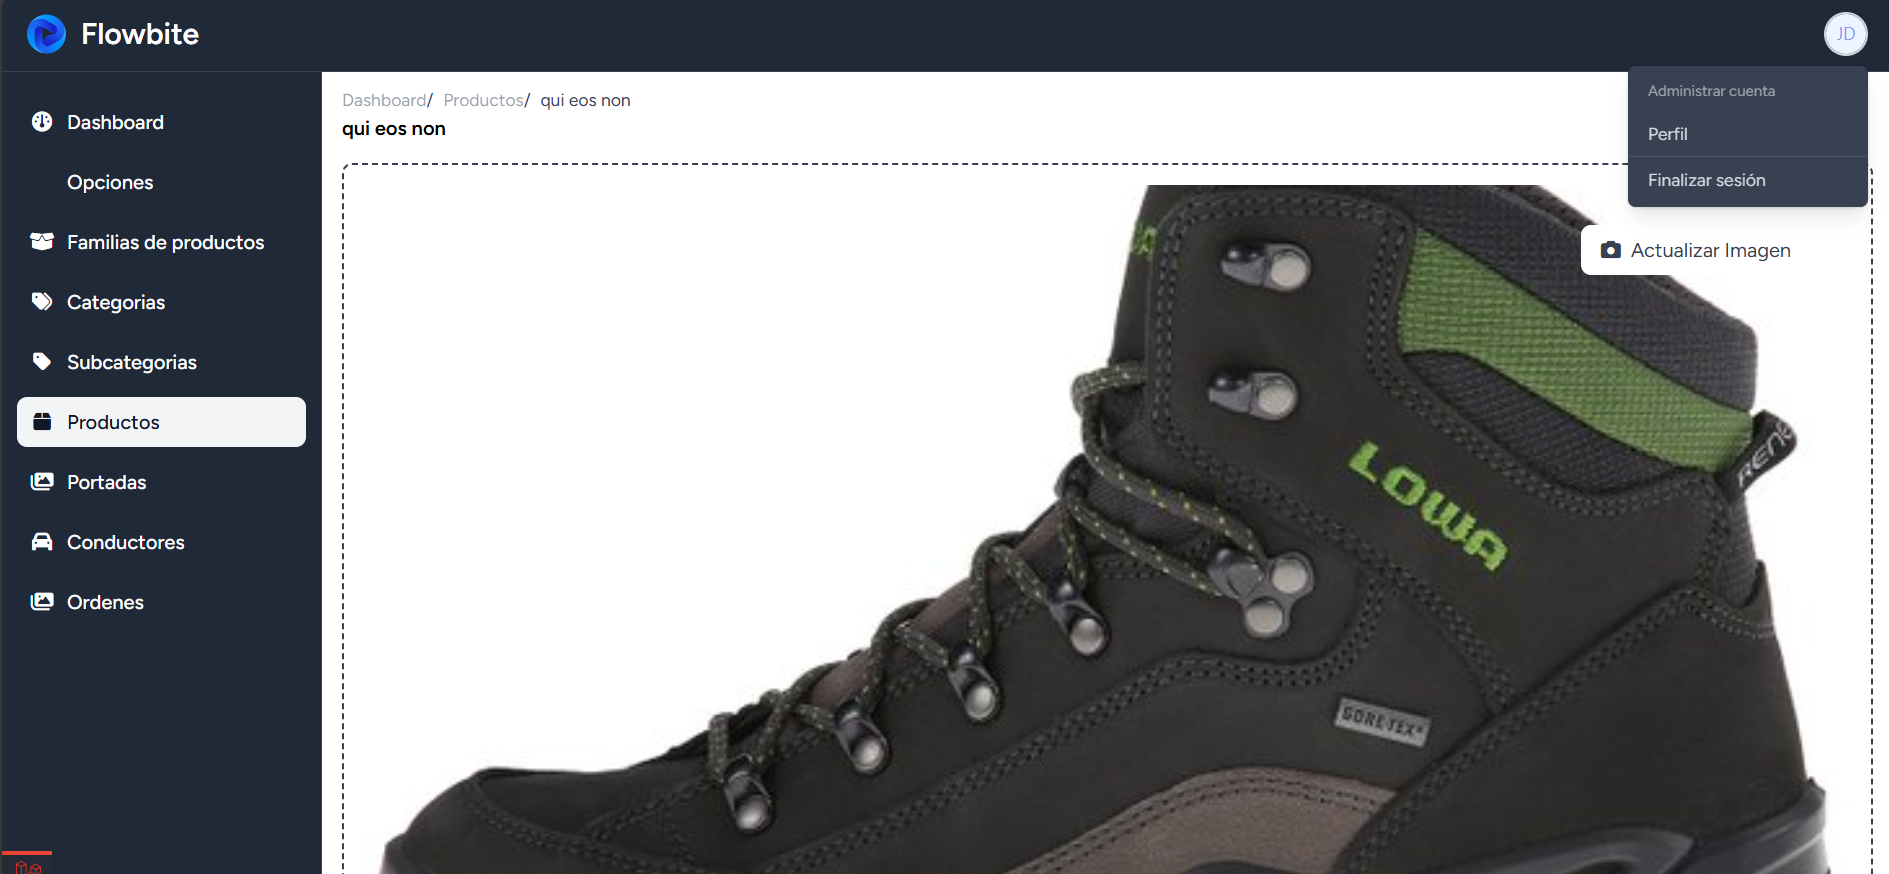 Flowbite
JD
Administrar cuenta
Perfil
Finalizar sesión
Dashboard
Opciones
Familias de productos
Categorias
Subcategorias
Productos
Portadas
Conductores
Ordenes
Dashboard/ Productos/ qui eos non
qui eos non
Actualizar Imagen
LOWA
GORE-TEX®